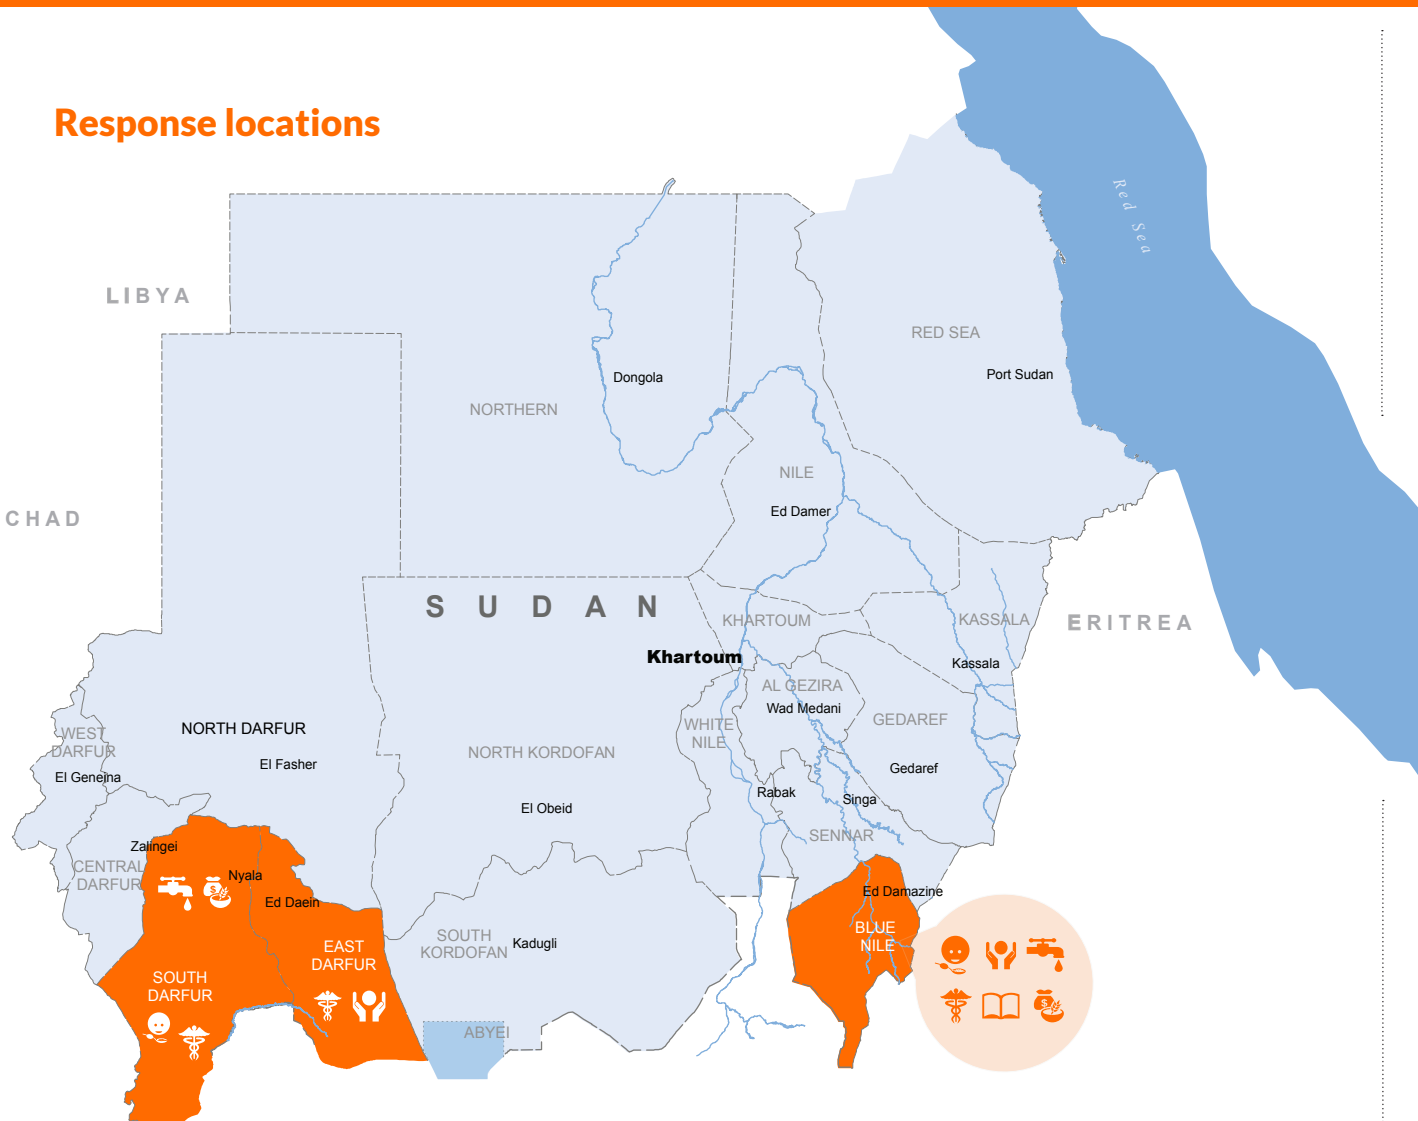 Response locations
Red Sea
LIBYA
RED SEA
Port Sudan
Dongola
NORTHERN
NILE
Ed Damer
CHAD
SUDAN
KHARTOUM
KASSALA
ERITREA
Khartoum
Kassala
AL GEZIRA
Wad Medani
WHITE
NILE
GEDAREF
NORTH DARFUR
WEST
DARFUR
NORTH KORDOFAN
El Fasher
Gedaref
El Geneina
Rabak
Singa
El Obeid
SENNAR
Zalingei
CENTRAL
DARFUR
Nyala
Ed Daein
Ed Damazine
BLUE
NILE
EAST
DARFUR
SOUTH
KORDOFAN
Kadugli
SOUTH
DARFUR
ABYEI